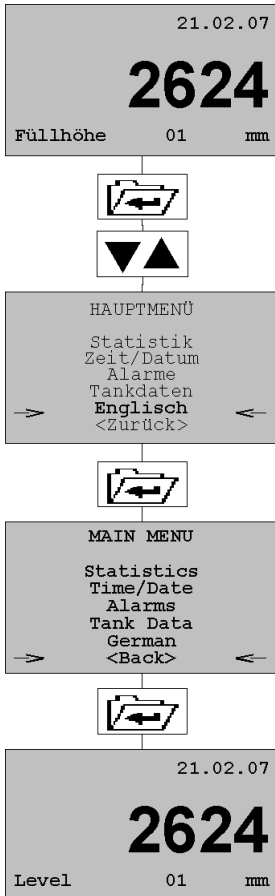 21.02.07
2624
Füllhöhe 01 mm
HAUPTMENÜ
Statistik
Zeit/Datum
Alarme
Tankdaten
Englisch
<Zurück>
MAIN MENU
Statistics
Time/Date
Alarms
Tank Data
German
<Back>
21.02.07
2624
Level 01 mm